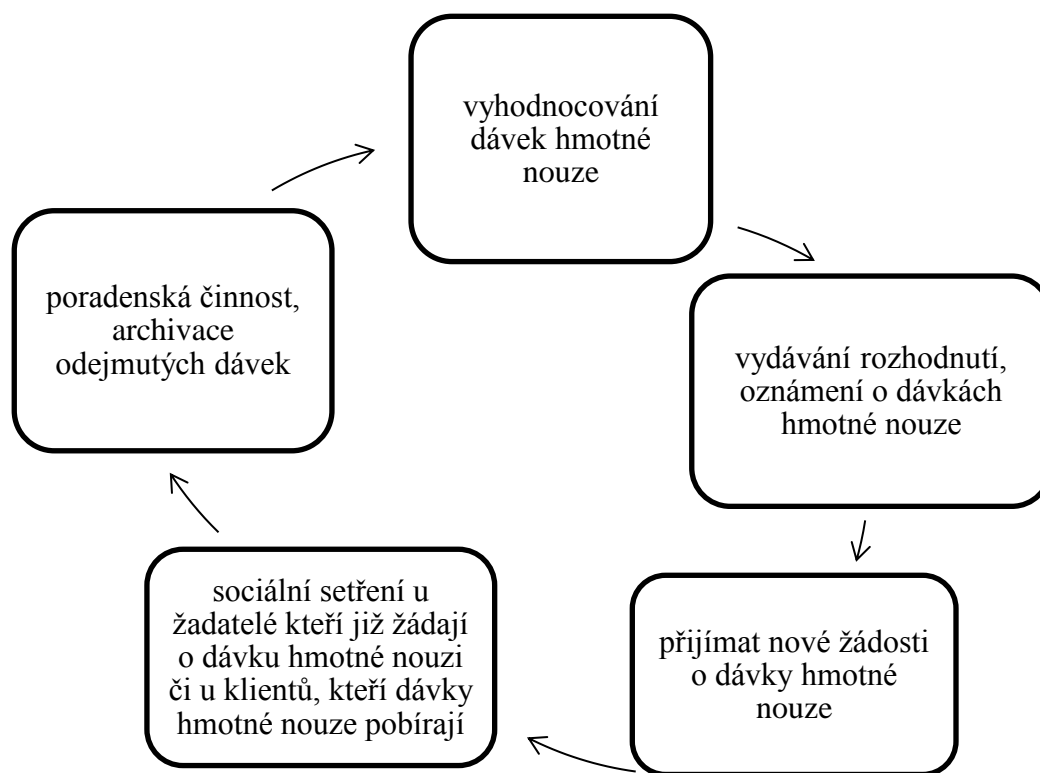 vyhodnocování
dávek hmotné
nouze
vydávání rozhodnutí,
oznámení o dávkách
hmotné nouze
přijímat nové žádosti
o dávky hmotné
nouze
sociální setření u
žadatelé kteří již žádají
o dávku hmotné nouzi
či u klientů, kteří dávky
hmotné nouze pobírají
poradenská činnost,
archivace
odejmutých dávek